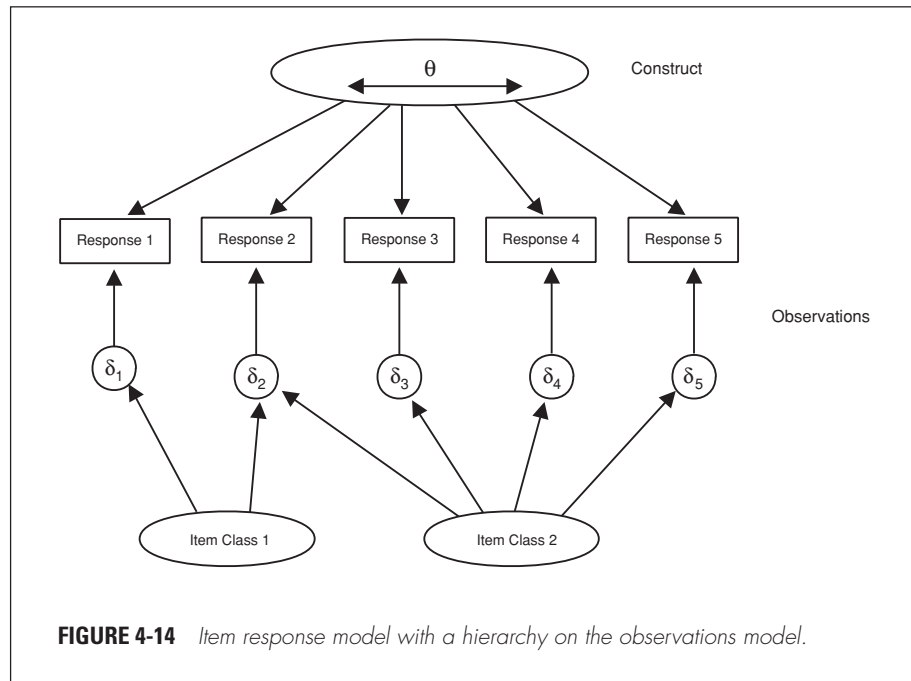 θ
Construct
Response 1
Response 2
Response 3
Response 4
Response 5
Observations
δ1
δ2
δ3
δ4
δ5
Item Class 1
Item Class 2
FIGURE 4-14 Item response model with a hierarchy on the observations model.